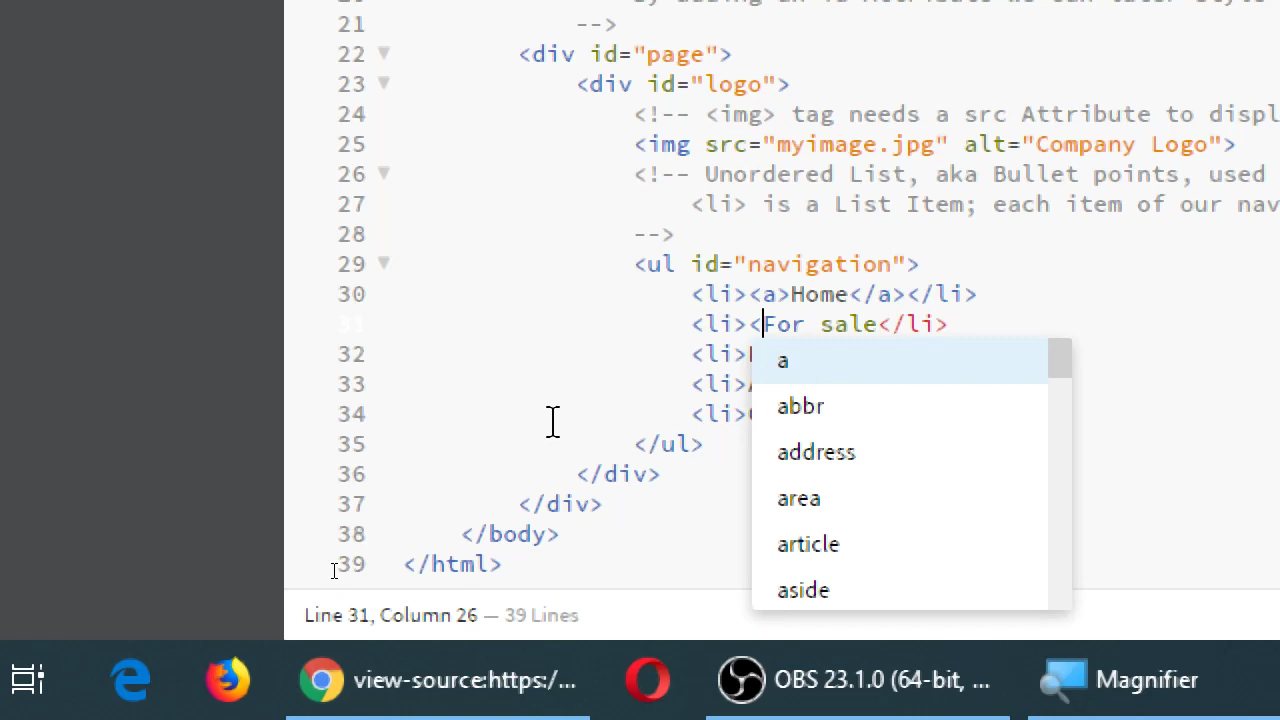 21 -->
22 <div id="page">
23 <div id="logo">
24 <!-- <img> tag needs a src Attribute to displ
25 <img src="myimage.jpg" alt="Company Logo">
26 <!-- Unordered List, aka Bullet points, used
27 <li> is a List Item; each item of our nav
28 -->
29 <ul id="navigation">
30 <li><a>Home</a></li>
31 <li><For sale</li>
32 <li>
33 <li>
34 <li>
a
abbr
address
area
article
aside
35 </ul>
36 </div>
37 </div>
38 </body>
39 </html>
Line 31, Column 26 — 39 Lines
view-source:https:/...
OBS 23.1.0 (64-bit, ...
Magnifier